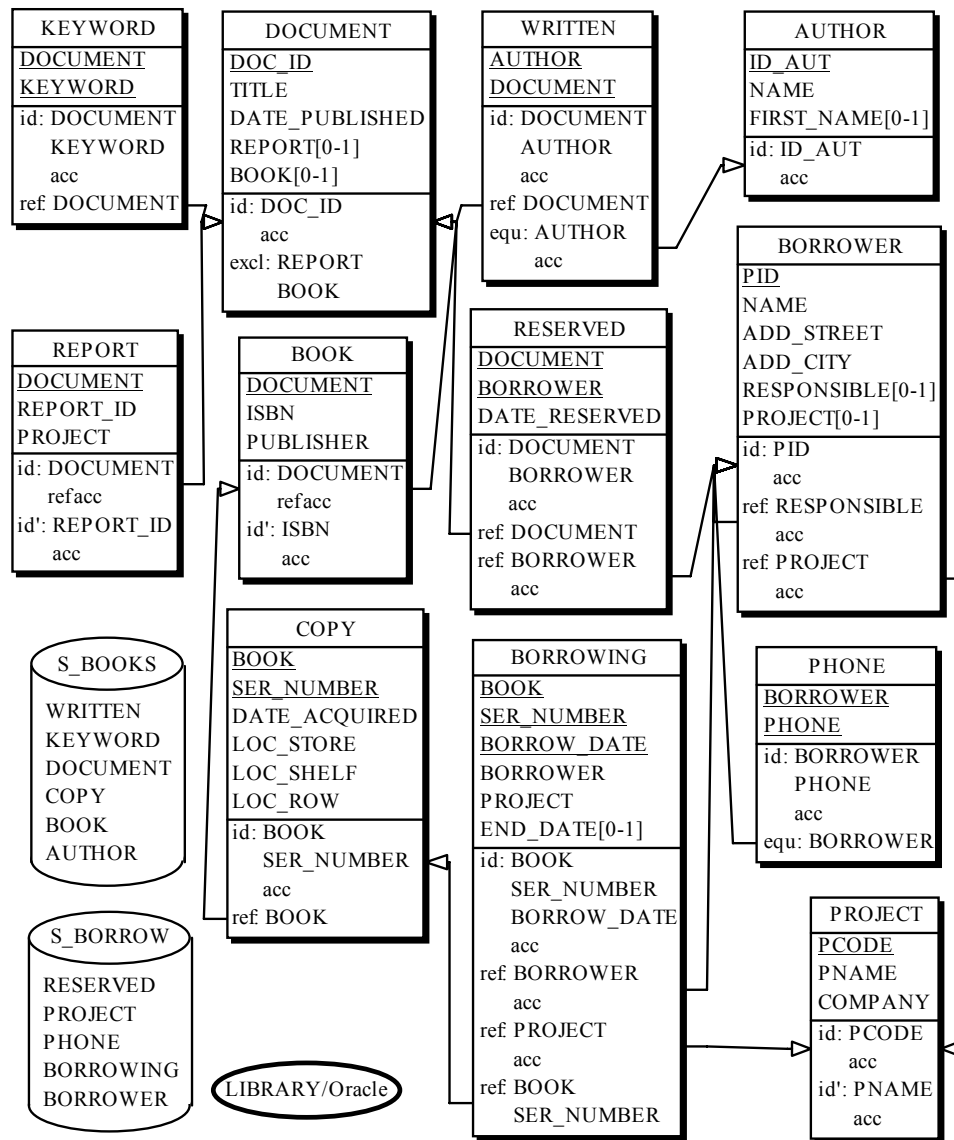 KEYWORD
DOCUMENT
KEYWORD
id: DOCUMENT
KEYWORD
acc
ref: DOCUMENT
DOCUMENT
DOC_ID
TITLE
DATE_PUBLISHED
REPORT[0-1]
BOOK[0-1]
id: DOC_ID
acc
excl: REPORT
BOOK
WRITTEN
AUTHOR
DOCUMENT
id: DOCUMENT
AUTHOR
acc
ref: DOCUMENT
equ: AUTHOR
acc
AUTHOR
ID_AUT
NAME
FIRST_NAME[0-1]
id: ID_AUT
acc
REPORT
DOCUMENT
REPORT_ID
PROJECT
id: DOCUMENT
refacc
id': REPORT_ID
acc
BOOK
DOCUMENT
ISBN
PUBLISHER
id: DOCUMENT
refacc
id': ISBN
acc
RESERVED
DOCUMENT
BORROWER
DATE_RESERVED
id: DOCUMENT
BORROWER
acc
ref: DOCUMENT
ref: BORROWER
acc
BORROWER
PID
NAME
ADD_STREET
ADD_CITY
RESPONSIBLE[0-1]
PROJECT[0-1]
id: PID
acc
ref: RESPONSIBLE
acc
ref: PROJECT
acc
S_BOOKS
WRITTEN
KEYWORD
DOCUMENT
COPY
BOOK
AUTHOR
COPY
BOOK
SER_NUMBER
DATE_ACQUIRED
LOC_STORE
LOC_SHELF
LOC_ROW
id: BOOK
SER_NUMBER
acc
ref: BOOK
BORROWING
BOOK
SER_NUMBER
BORROW_DATE
BORROWER
PROJECT
END_DATE[0-1]
id: BOOK
SER_NUMBER
BORROW_DATE
acc
ref: BORROWER
acc
ref: PROJECT
acc
ref: BOOK
SER_NUMBER
PHONE
BORROWER
PHONE
id: BORROWER
PHONE
acc
equ: BORROWER
S_BORROW
RESERVED
PROJECT
PHONE
BORROWING
BORROWER
LIBRARY/Oracle
PROJECT
PCODE
PNAME
COMPANY
id: PCODE
acc
id': PNAME
acc